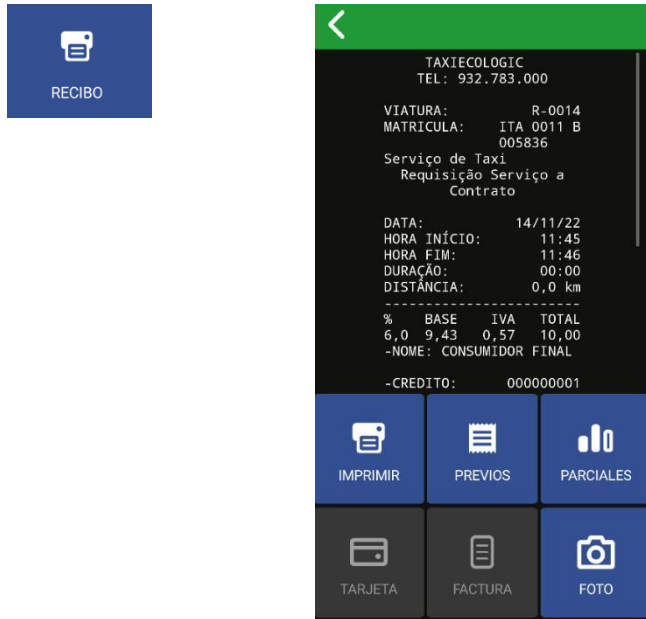 RECIBO
TAXIECOLOGIC
TEL: 932.783.000
VIATURA: R-0014
MATRICULA: ITA 0011 B
005836
Serviço de Taxi
Requisição Serviço a
Contrato
DATA: 14/11/22
HORA INÍCIO: 11:45
HORA FIM: 11:46
DURAÇÃO: 00:00
DISTÂNCIA: 0,0 km
-------------------------
% BASE IVA TOTAL
6,0 9,43 0,57 10,00
-NOME: CONSUMIDOR FINAL
-CREDITO: 000000001
IMPRIMIR PREVIOS PARCIALES
TARJETA FACTURA FOTO